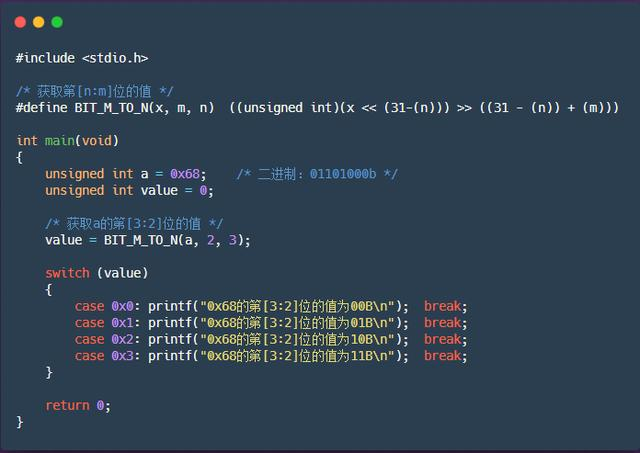 #include <stdio.h>
/* 获取第[n:m]位的值 */
#define BIT_M_TO_N(x, m, n)  ((unsigned int)(x << (31-(n))) >> ((31 - (n)) + (m)))
int main(void)
{
    unsigned int a = 0x68;    /* 二进制：01101000b */
    unsigned int value = 0;
    /* 获取a的第[3:2]位的值 */
    value = BIT_M_TO_N(a, 2, 3);
    switch (value)
    {
        case 0x0: printf("0x68的第[3:2]位的值为00B\n");  break;
        case 0x1: printf("0x68的第[3:2]位的值为01B\n");  break;
        case 0x2: printf("0x68的第[3:2]位的值为10B\n");  break;
        case 0x3: printf("0x68的第[3:2]位的值为11B\n");  break;
    }
    return 0;
}